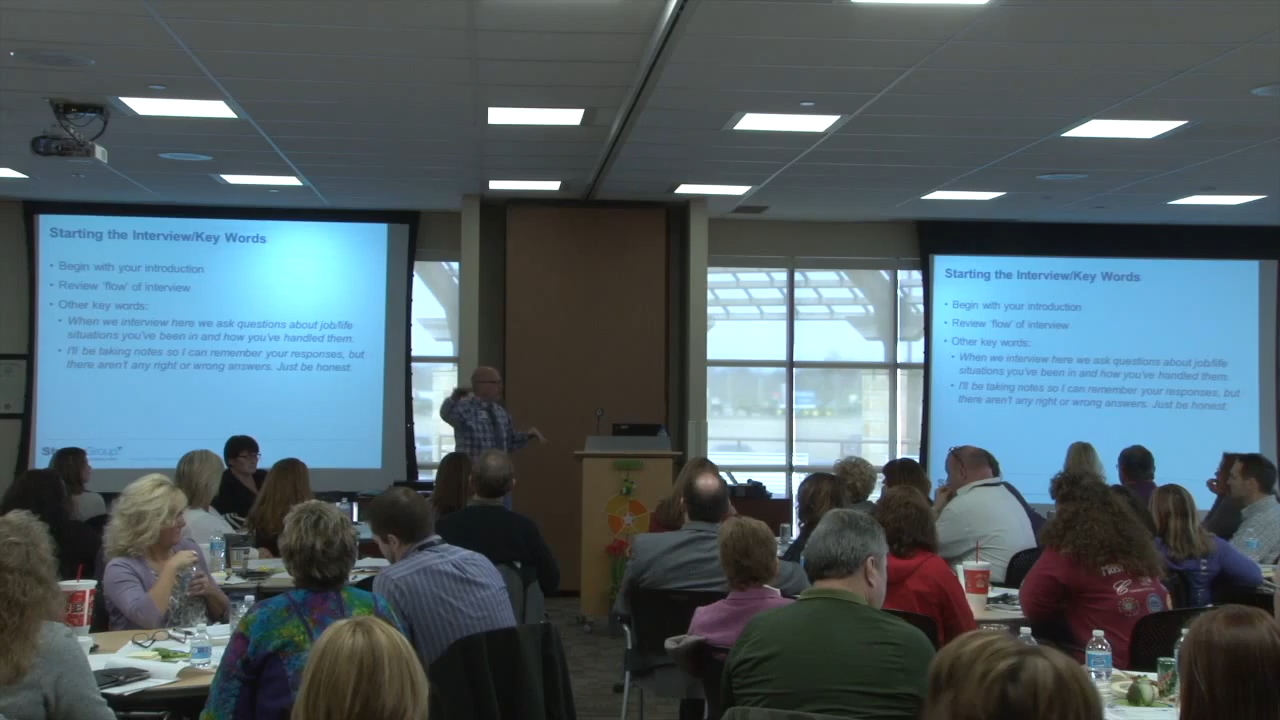 Starting the Interview/Key Words
• Begin with your introduction
• Review 'flow' of interview
• Other key words:
• When we interview here we ask questions about job/life
situations you've been in and how you've handled them.
• I'll be taking notes so I can remember your responses, but
there aren't any right or wrong answers. Just be honest.
Group
Starting the Interview/Key Words
• Begin with your introduction
• Review 'flow' of interview
• Other key words:
• When we interview here we ask questions about job/life
situations you've been in and how you've handled them.
• I'll be taking notes so I can remember your responses, but
there aren't any right or wrong answers. Just be honest.